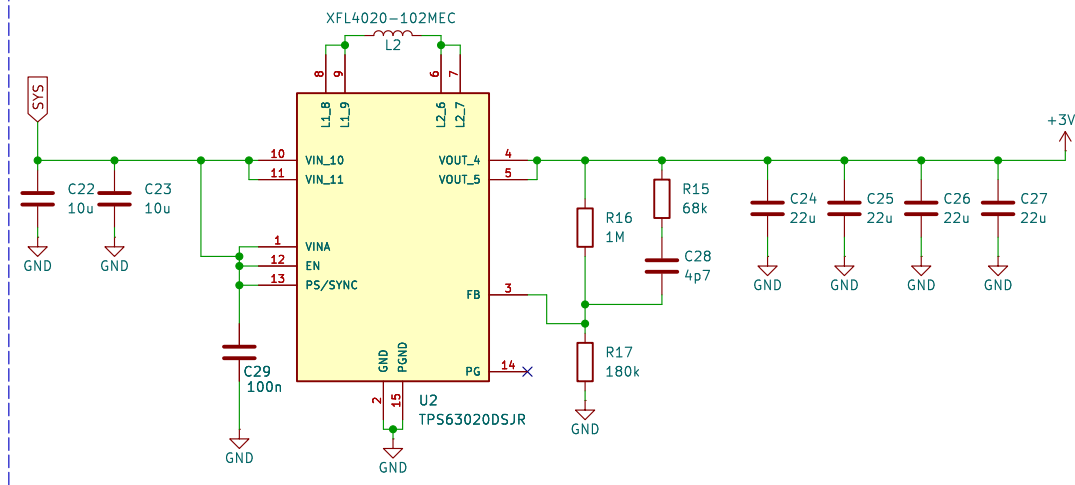 XFL4020-102MEC
L2
8
9
6
7
SYS
L1_8
L1_9
L2_6
L2_7
+3V
10
VIN_10
VOUT_4
4
11
VIN_11
VOUT_5
5
C22
10u
C23
10u
R15
68k
R16
1M
C24
22u
C25
22u
C26
22u
C27
22u
1
VINA
12
EN
13
PS/SYNC
GND
GND
C28
4p7
GND
GND
GND
GND
FB
3
C29
100n
GND
PGND
PG
14
R17
180k
2
15
U2
TPS63020DSJR
GND
GND
GND